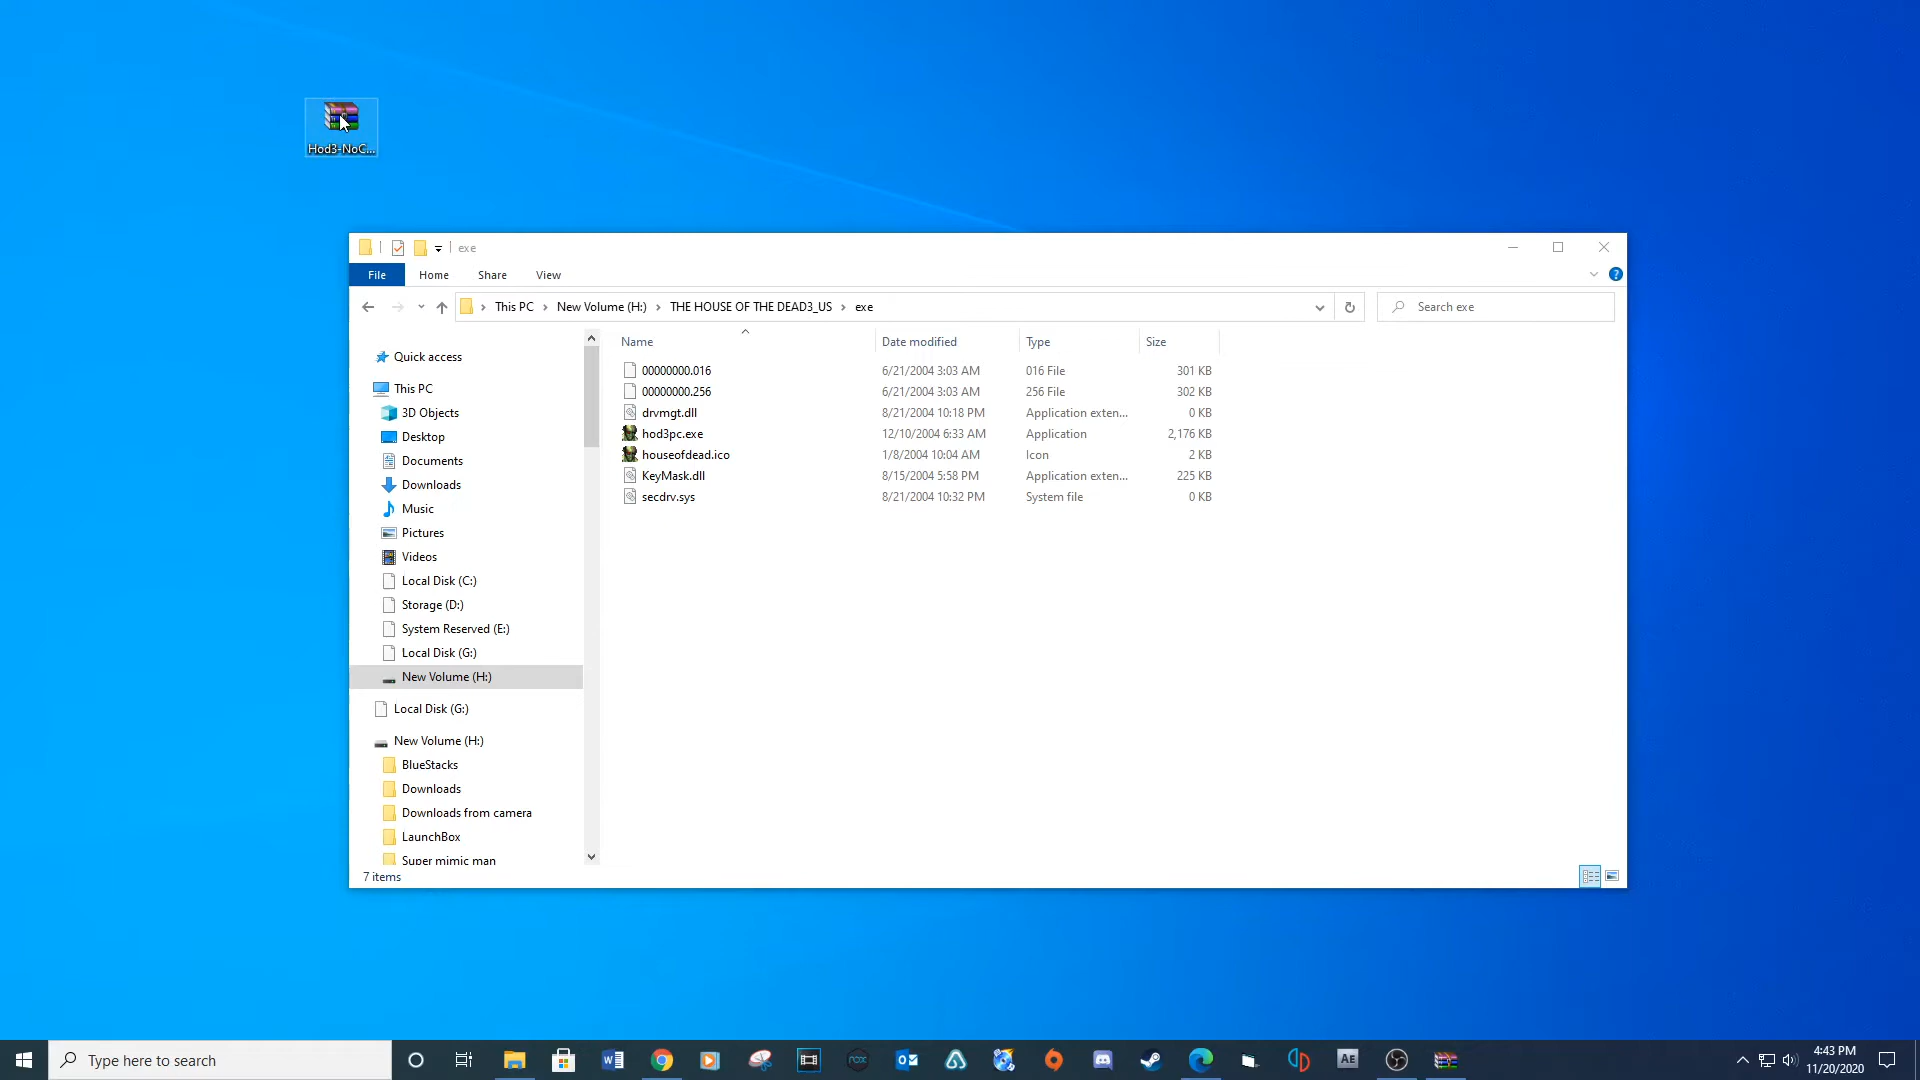 Hod3-NoC...
exe
File Home Share View
This PC New Volume (H:) THE HOUSE OF THE DEAD3_US exe
Search exe
Name Date modified Type Size
00000000.016 6/21/2004 3:03 AM 016 File 301 KB
00000000.256 6/21/2004 3:03 AM 256 File 302 KB
drvmgt.dll 8/21/2004 10:18 PM Application exten... 0 KB
hod3pc.exe 12/10/2004 6:33 AM Application 2,176 KB
houseofdead.ico 1/8/2004 10:04 AM Icon 2 KB
KeyMask.dll 8/15/2004 5:58 PM Application exten... 225 KB
secdrv.sys 8/21/2004 10:32 PM System file 0 KB
Quick access
This PC
3D Objects
Desktop
Documents
Downloads
Music
Pictures
Videos
Local Disk (C:)
Storage (D:)
System Reserved (E:)
Local Disk (G:)
New Volume (H:)
Local Disk (G:)
New Volume (H:)
BlueStacks
Downloads
Downloads from camera
LaunchBox
Super mimic man
7 items
Type here to search
AE
4:43 PM
11/20/2020